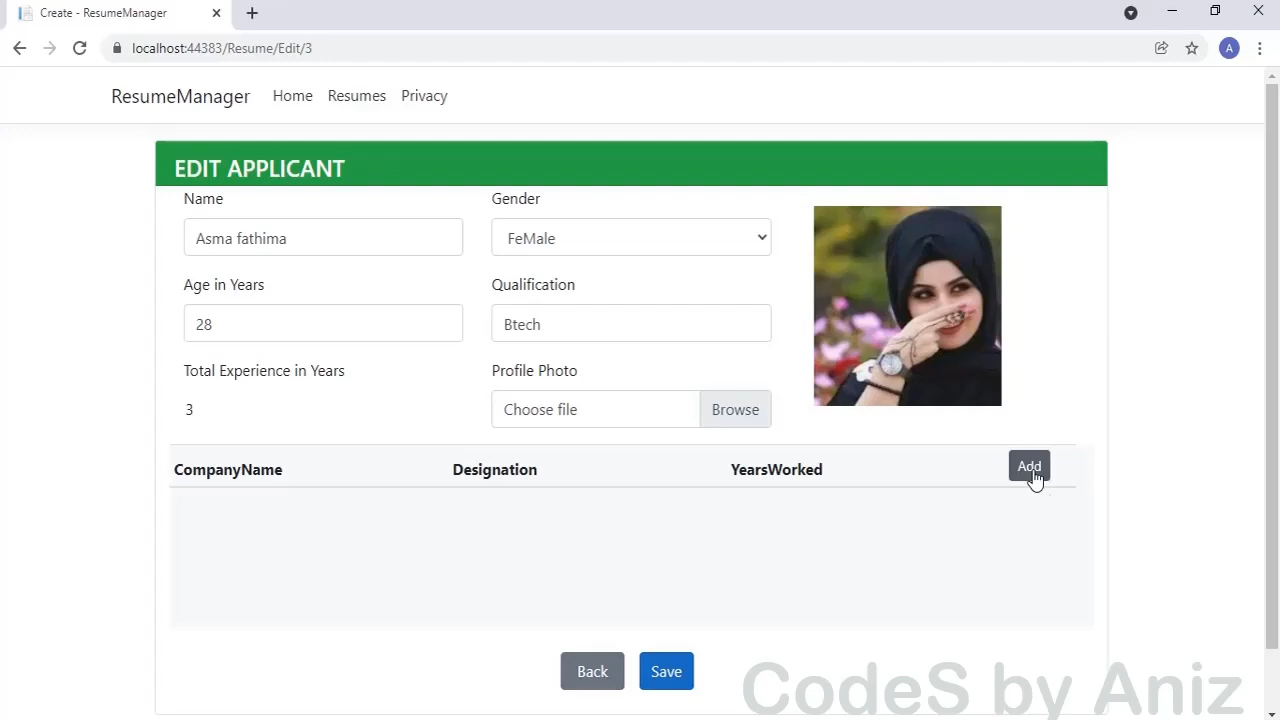 Create - ResumeManager
localhost:44383/Resume/Edit/3
A
ResumeManager Home Resumes Privacy
EDIT APPLICANT
Name Gender
Asma fathima FeMale
Age in Years Qualification
28 Btech
Total Experience in Years Profile Photo
3 Choose file Browse
CompanyName Designation YearsWorked Add
Back Save
CodeS by Aniz